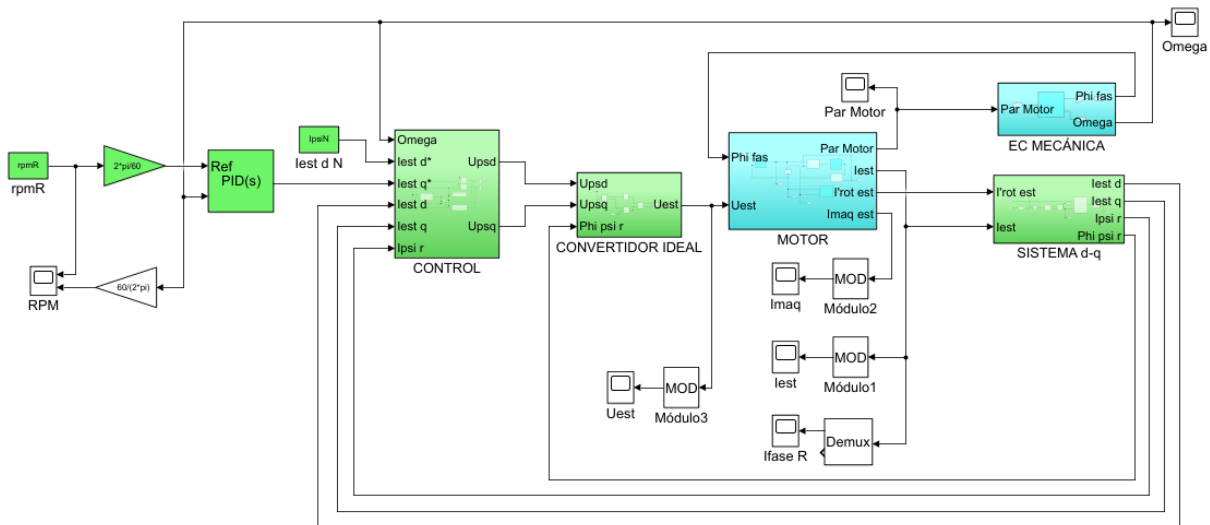 Omega
rpmR
rpmR
2*pi/60
Ref
PID(s)
60/(2*pi)
RPM
IpsiN
Iest d N
Omega
Iest d*
Iest q*
Iest d
Iest q
Ipsi r
Upsd
Upsq
CONTROL
Upsd
Upsq
Phi psi r
Uest
CONVERTIDOR IDEAL
Par Motor
Phi fas
Uest
Par Motor
Iest
I'rot est
Imaq est
MOTOR
Par Motor
Phi fas
Omega
EC MECÁNICA
I'rot est
Iest
Iest d
Iest q
Ipsi r
Phi psi r
SISTEMA d-q
Imaq
MOD
Módulo2
Iest
MOD
Módulo1
Uest
MOD
Módulo3
Ifase R
Demux